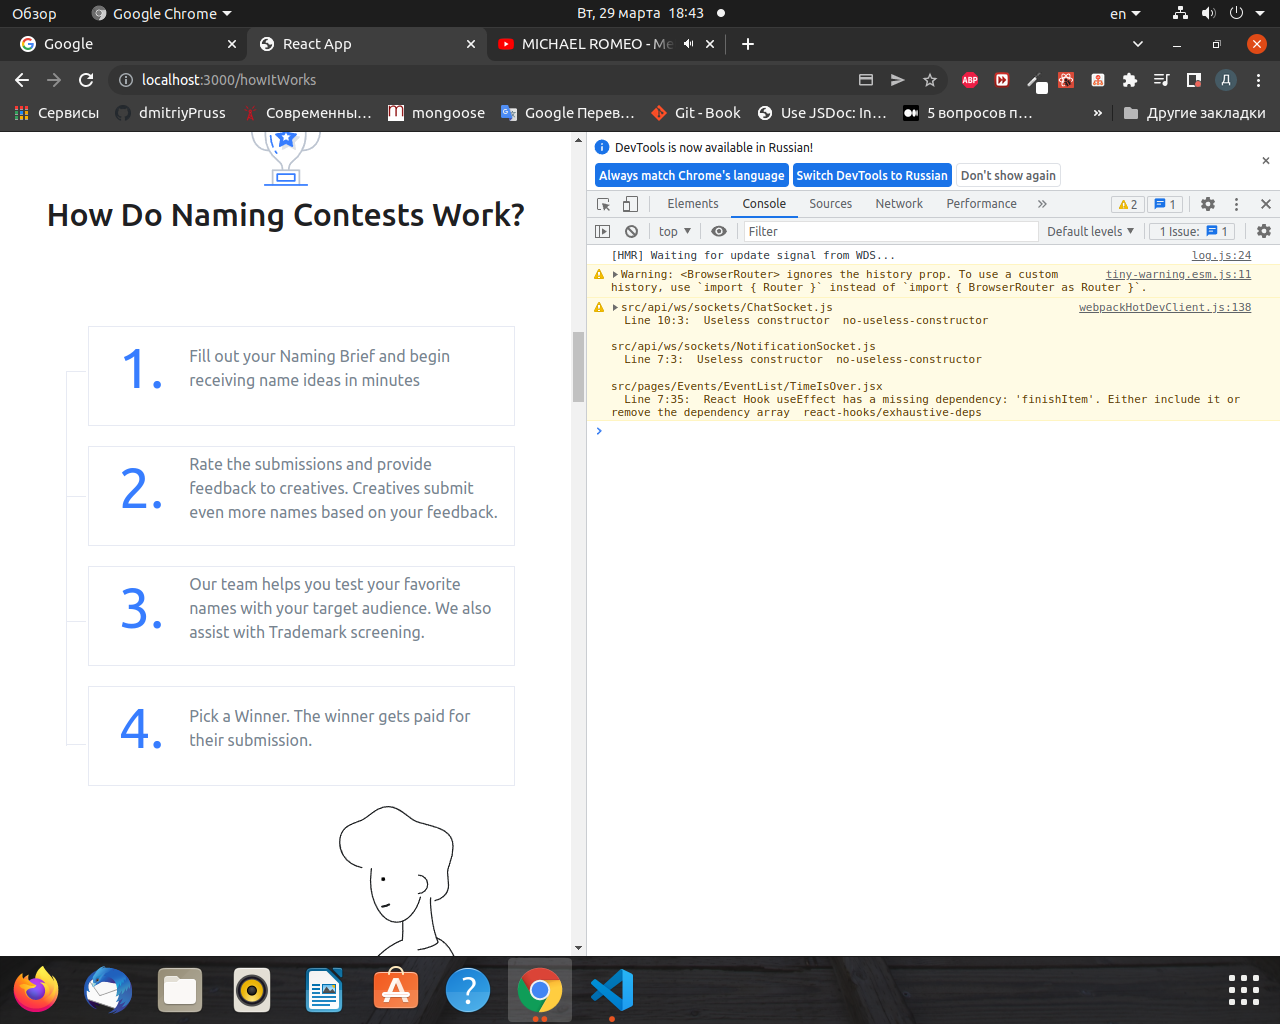 Обзор
Google Chrome
Вт, 29 марта 18:43
en
Google
React App
MICHAEL ROMEO - Me
localhost:3000/howItWorks
ABP
Д
Сервисы
dmitriyPruss
Современны...
mongoose
Google Перев...
Git - Book
Use JSDoc: In...
5 вопросов п...
»
Другие закладки
How Do Naming Contests Work?
1.
Fill out your Naming Brief and begin
receiving name ideas in minutes
2.
Rate the submissions and provide
feedback to creatives. Creatives submit
even more names based on your feedback.
3.
Our team helps you test your favorite
names with your target audience. We also
assist with Trademark screening.
4.
Pick a Winner. The winner gets paid for
their submission.
DevTools is now available in Russian!
Always match Chrome's language
Switch DevTools to Russian
Don't show again
Elements
Console
Sources
Network
Performance
»
2
1
top
Filter
Default levels
1 Issue:
1
[HMR] Waiting for update signal from WDS...
log.js:24
Warning: <BrowserRouter> ignores the history prop. To use a custom
tiny-warning.esm.js:11
history, use `import { Router }` instead of `import { BrowserRouter as Router }`.
src/api/ws/sockets/ChatSocket.js
webpackHotDevClient.js:138
Line 10:3:  Useless constructor  no-useless-constructor
src/api/ws/sockets/NotificationSocket.js
Line 7:3:  Useless constructor  no-useless-constructor
src/pages/Events/EventList/TimeIsOver.jsx
Line 7:35:  React Hook useEffect has a missing dependency: 'finishItem'. Either include it or
remove the dependency array  react-hooks/exhaustive-deps